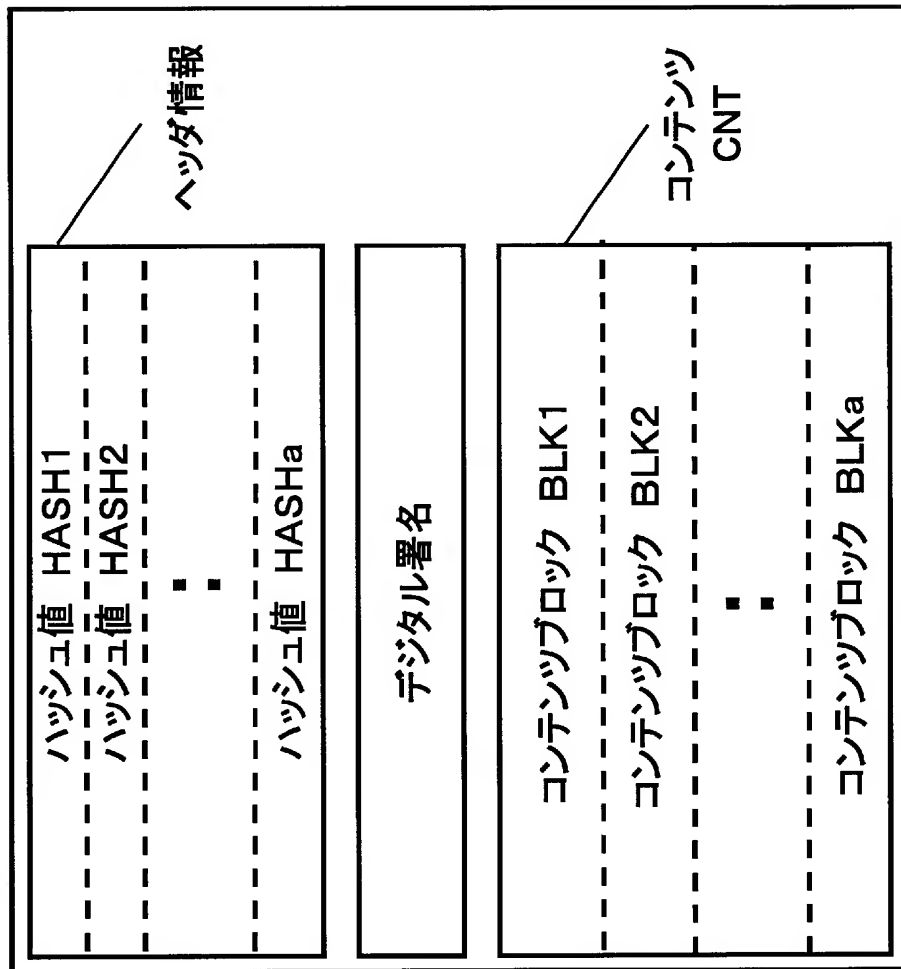 ハッシュ値 HASH1
ハッシュ値 HASH2
ハッシュ値 HASHa
ヘッダ情報
デジタル署名
コンテンツブロック BLK1
コンテンツブロック BLK2
コンテンツブロック BLKa
コンテンツ
CNT